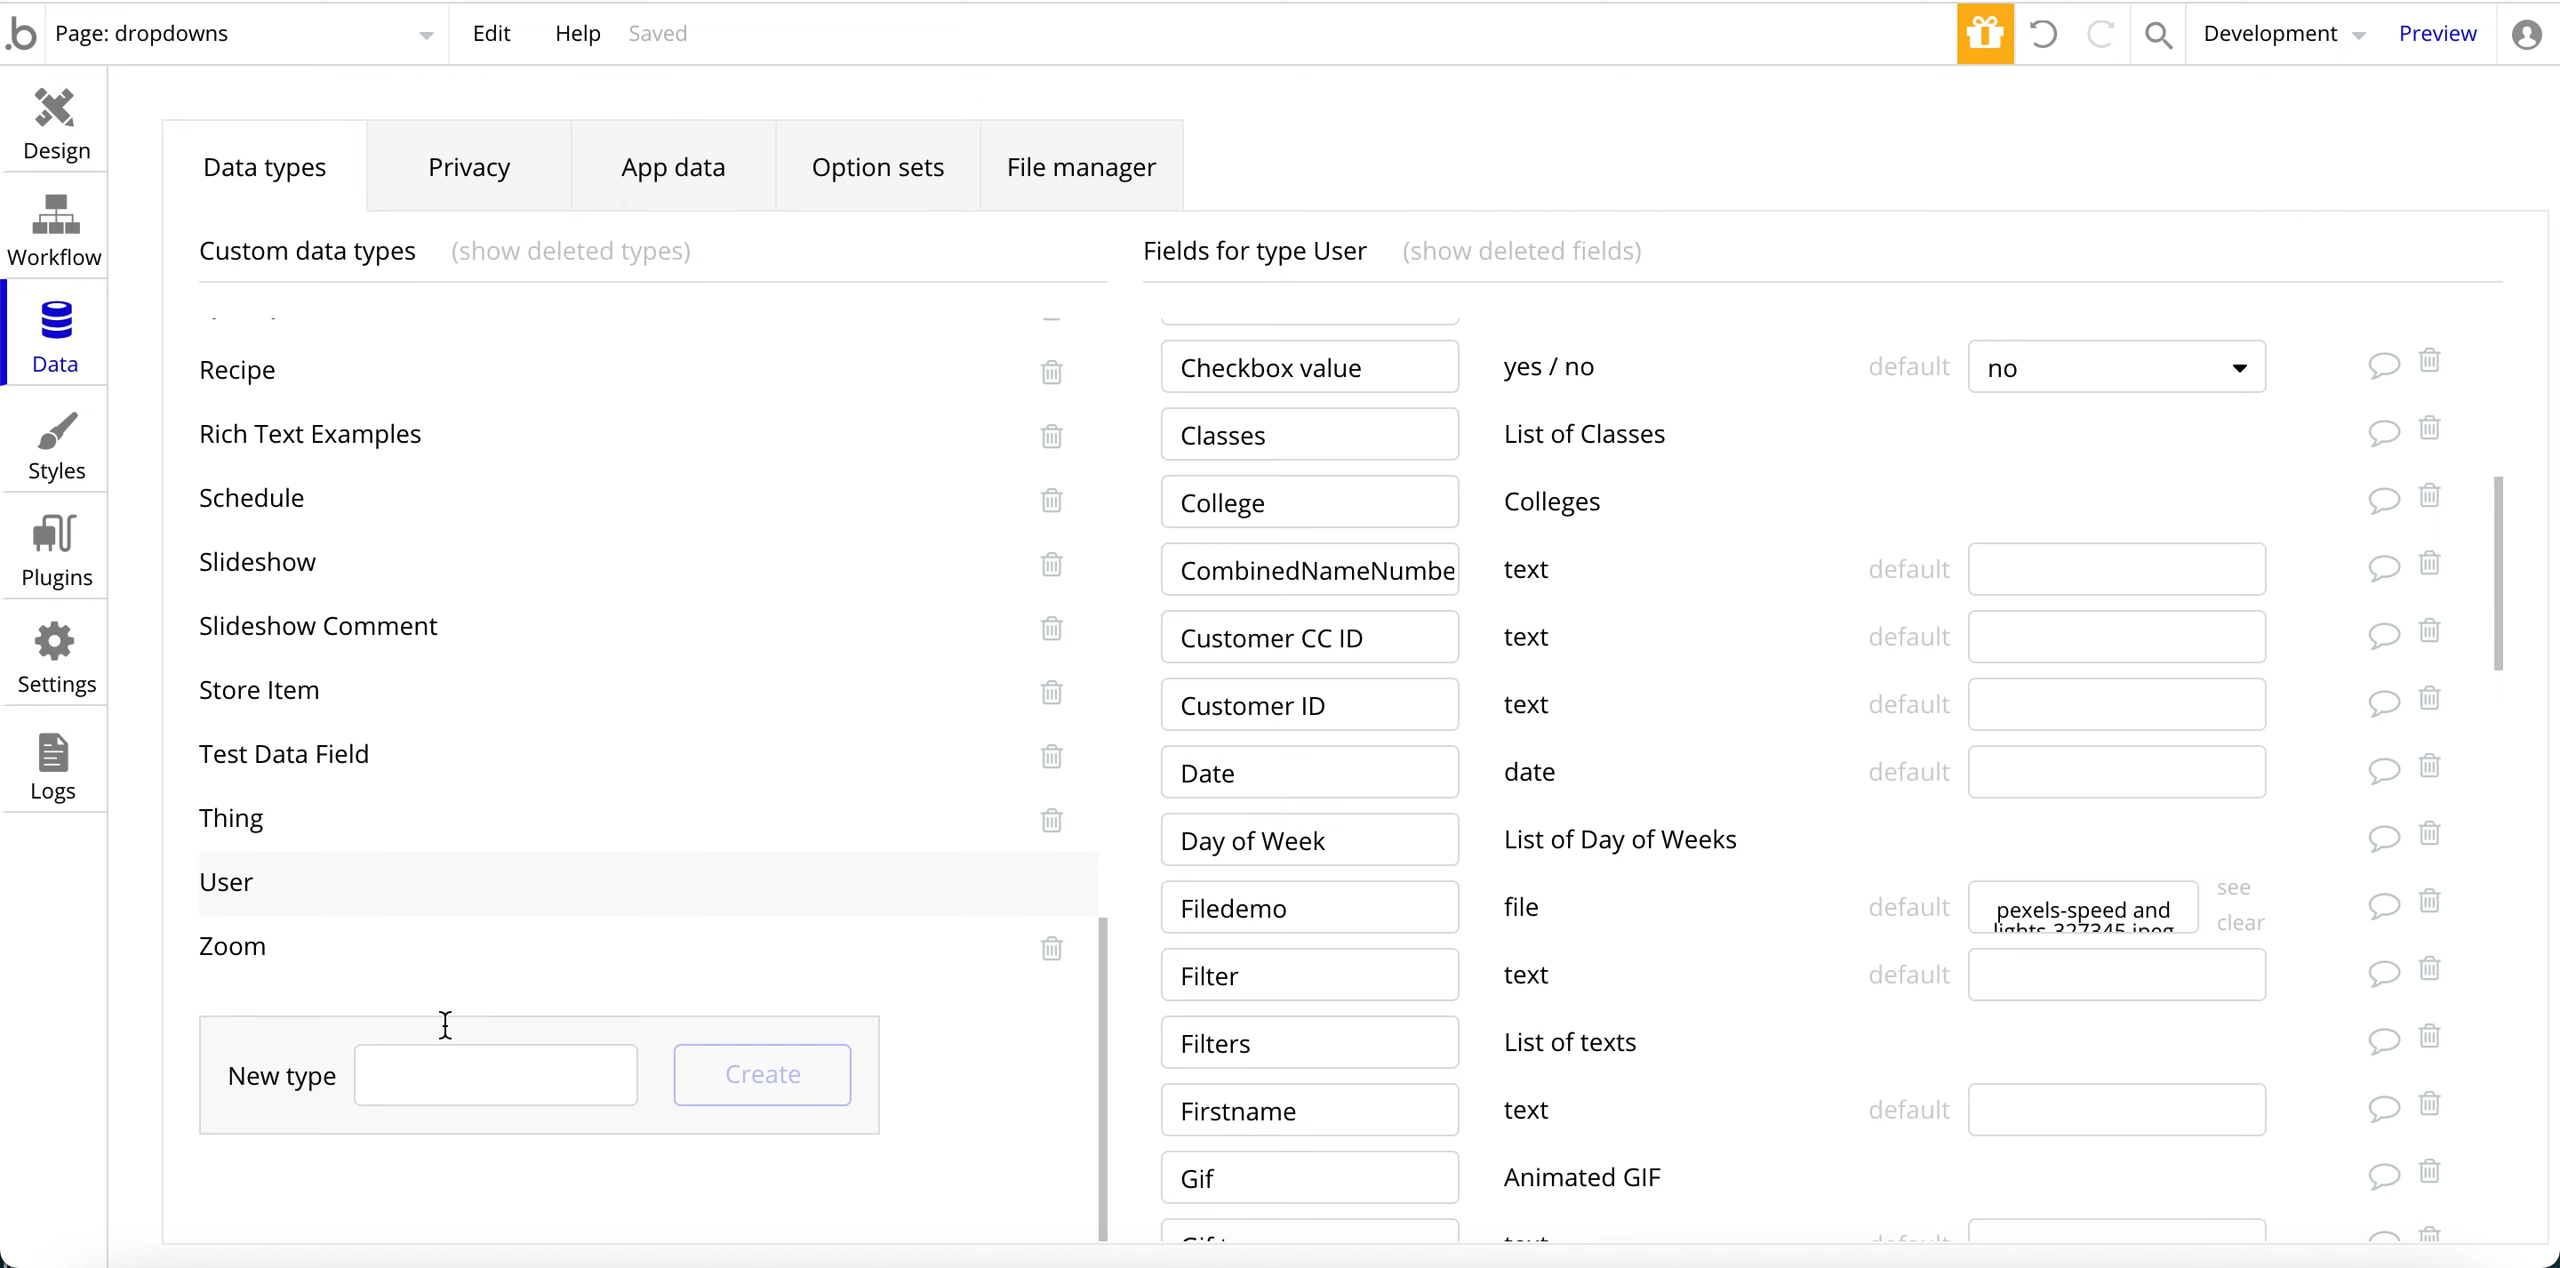 .b Page: dropdowns Edit Help Saved Development Preview
Design
Workflow
Data
Styles
Plugins
Settings
Logs
Data types Privacy App data Option sets File manager
Custom data types (show deleted types)
Recipe
Rich Text Examples
Schedule
Slideshow
Slideshow Comment
Store Item
Test Data Field
Thing
User
Zoom
New type Create
Fields for type User (show deleted fields)
Checkbox value yes / no default no
Classes List of Classes
College Colleges
CombinedNameNumbe text default
Customer CC ID text default
Customer ID text default
Date date default
Day of Week List of Day of Weeks
Filedemo file default pexels-speed and see
lights-327345.jpeg clear
Filter text default
Filters List of texts
Firstname text default
Gif Animated GIF
text default